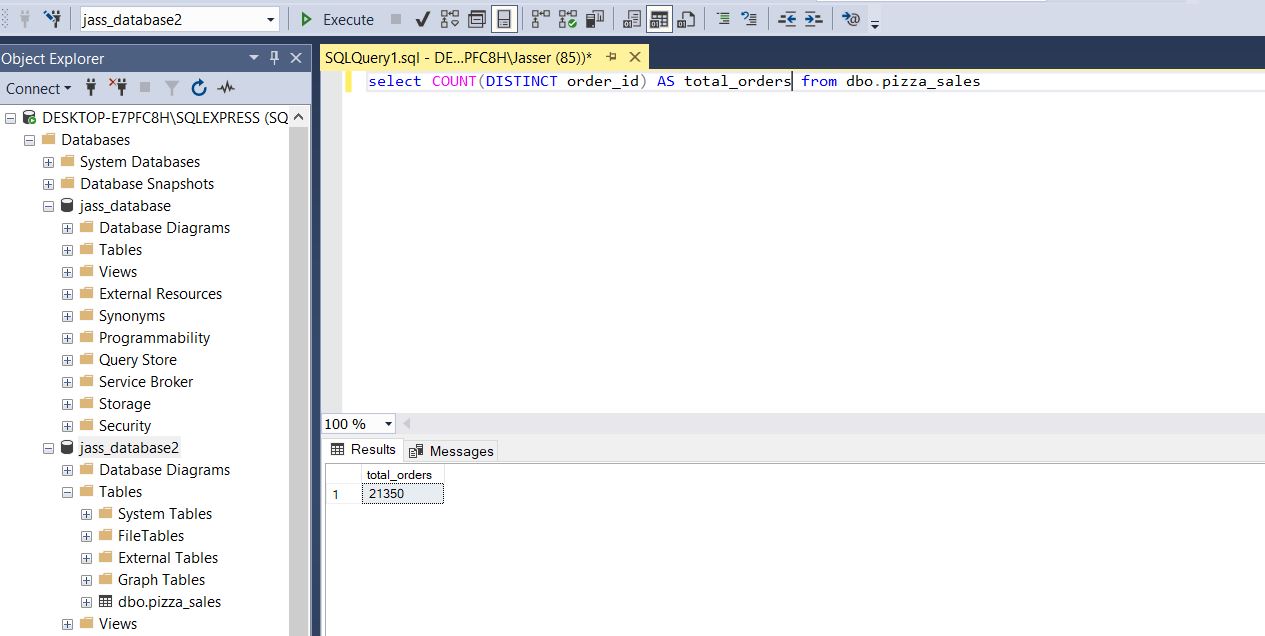 jass_database2
Execute
Object Explorer
Connect
DESKTOP-E7PFC8H\SQLEXPRESS (SQ
Databases
System Databases
Database Snapshots
jass_database
Database Diagrams
Tables
Views
External Resources
Synonyms
Programmability
Query Store
Service Broker
Storage
Security
jass_database2
Database Diagrams
Tables
System Tables
FileTables
External Tables
Graph Tables
dbo.pizza_sales
Views
SQLQuery1.sql - DE...PFC8H\Jasser (85))*
select COUNT(DISTINCT order_id) AS total_orders from dbo.pizza_sales
100 %
Results
Messages
total_orders
1 21350